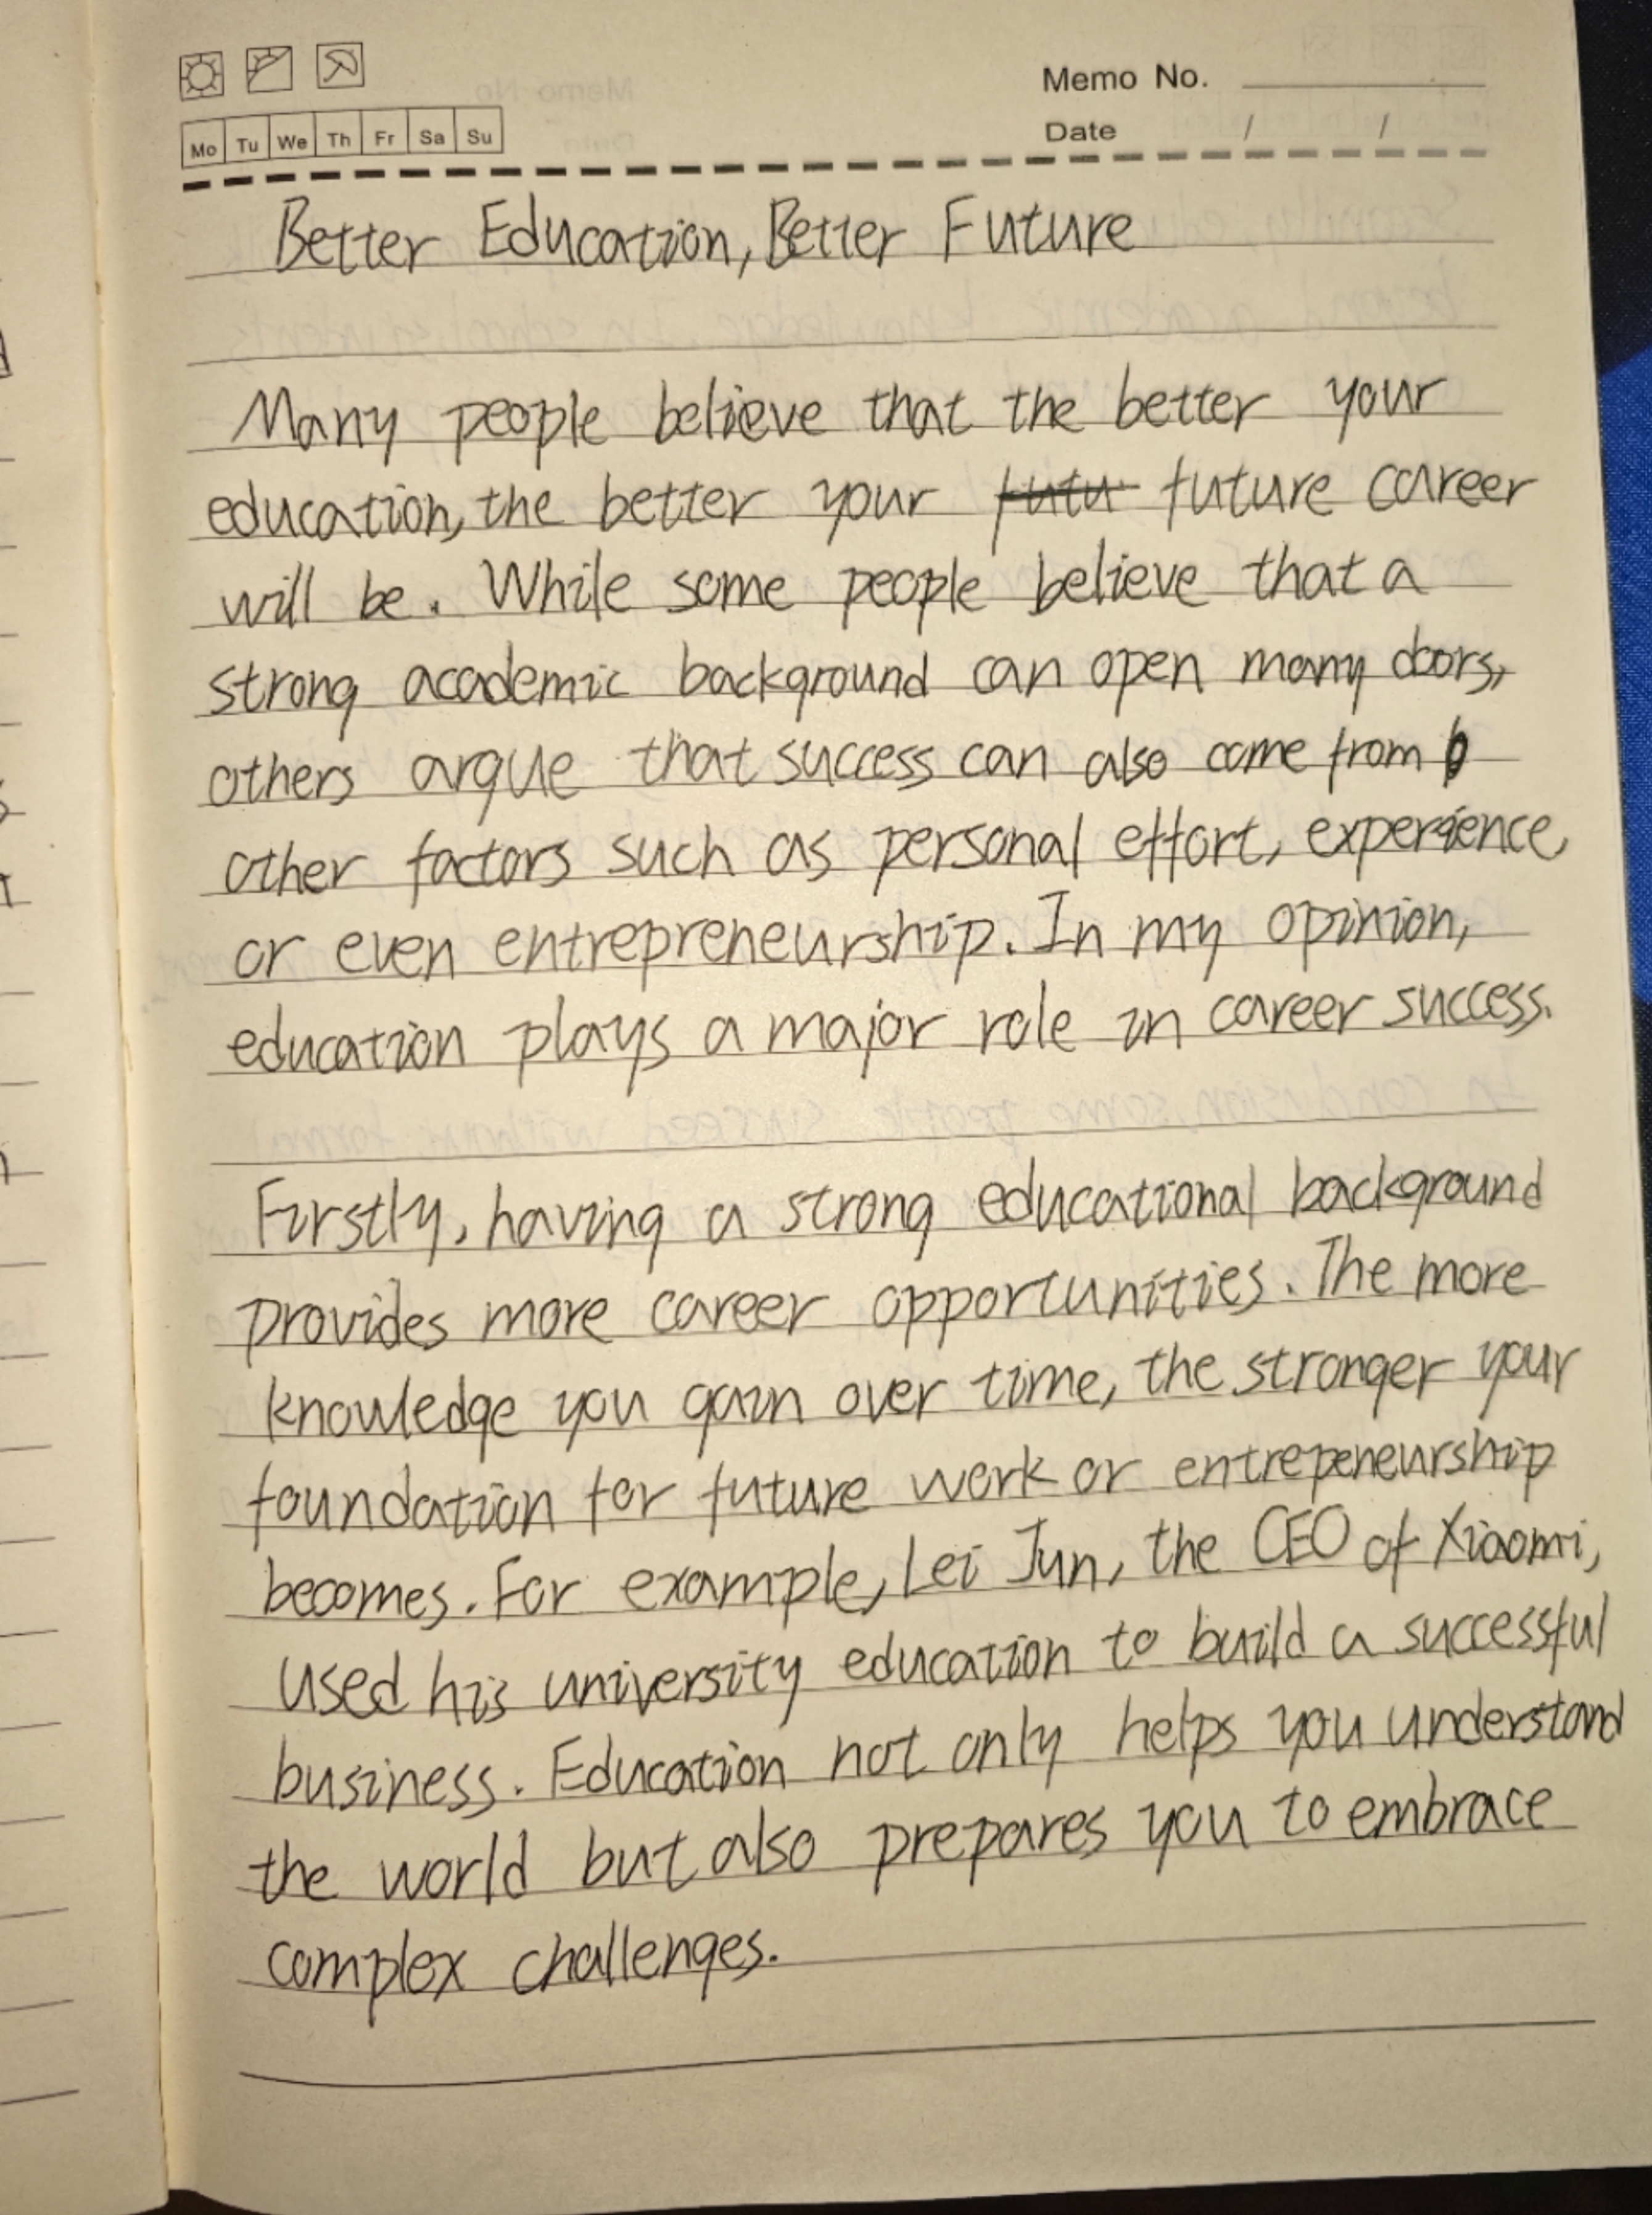 Memo No.
Mo Tu We Th Fr Sa Su
Date / /
Better Education, Better Future
Many people believe that the better your
education, the better your futu future career
will be. While some people believe that a
strong academic background can open many doors,
others argue that success can also come from
other factors such as personal effort, experience,
or even entrepreneurship. In my opinion,
education plays a major role in career success.
Firstly, having a strong educational background
provides more career opportunities. The more
knowledge you gain over time, the stronger your
foundation for future work or entrepeneurship
becomes. For example, Lei Jun, the CEO of Xiaomi,
used his university education to build a successful
business. Education not only helps you understand
the world but also prepares you to embrace
complex challenges.